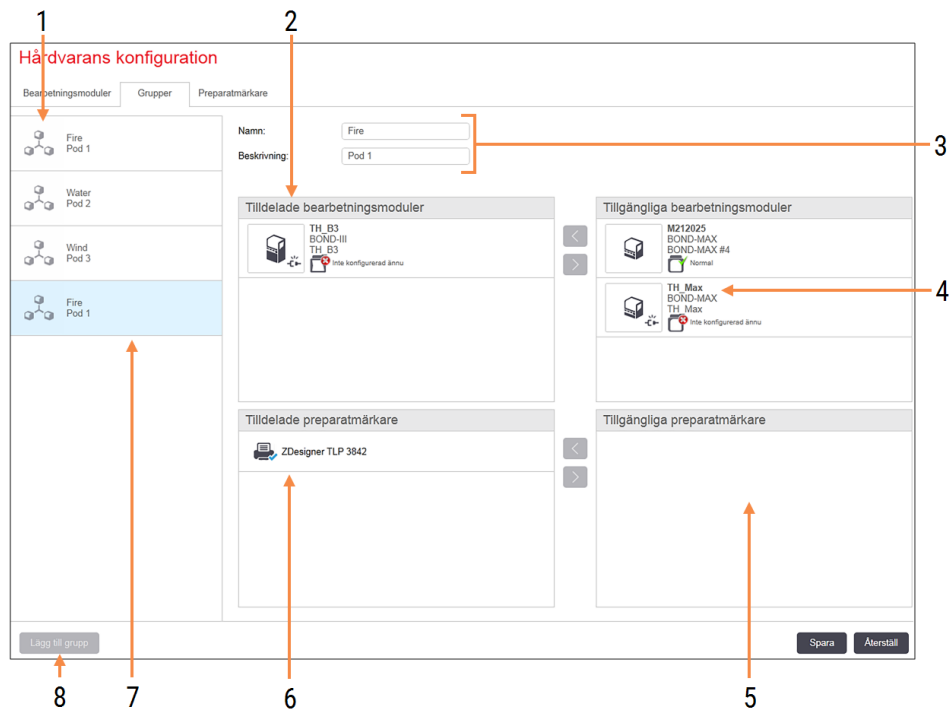 1
2
Hårdvarans konfiguration
Bearbetningsmoduler Grupper Preparatmärkare
Fire
Pod 1
Water
Pod 2
Wind
Pod 3
Fire
Pod 1
Namn: Fire
Beskrivning: Pod 1
3
Tilldelade bearbetningsmoduler
TH_B3
BOND-III
TH_B3
Inte konfigurerad ännu
<
>
Tillgängliga bearbetningsmoduler
M212025
BOND-MAX
BOND-MAX #4
Normal
TH_Max
BOND-MAX
TH_Max
Inte konfigurerad ännu
4
Tilldelade preparatmärkare
ZDesigner TLP 3842
<
>
Tillgängliga preparatmärkare
Lägg till grupp
Spara Återställ
8
7
6
5